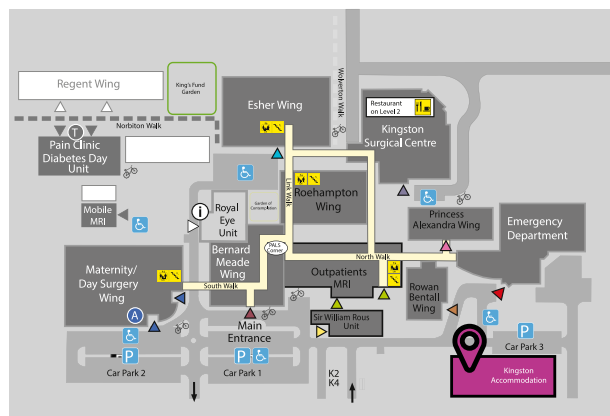 Regent Wing
King's Fund
Garden
Norbiton Walk
T
Pain Clinic
Diabetes Day
Unit
Mobile
MRI
Esher Wing
Wolverton Walk
Restaurant
on Level 2
Kingston
Surgical Centre
Link Walk
Roehampton
Wing
i
Royal
Eye
Unit
Garden of
Contemplation
Princess
Alexandra Wing
Emergency
Department
PALS
Corner
North Walk
Bernard
Meade
Wing
Outpatients
MRI
Maternity/
Day Surgery
Wing
South Walk
Rowan
Bentall
Wing
A
Main
Entrance
Sir William Rous
Unit
P
P
P
Car Park 2
Car Park 1
Car Park 3
K2
K4
Kingston
Accommodation